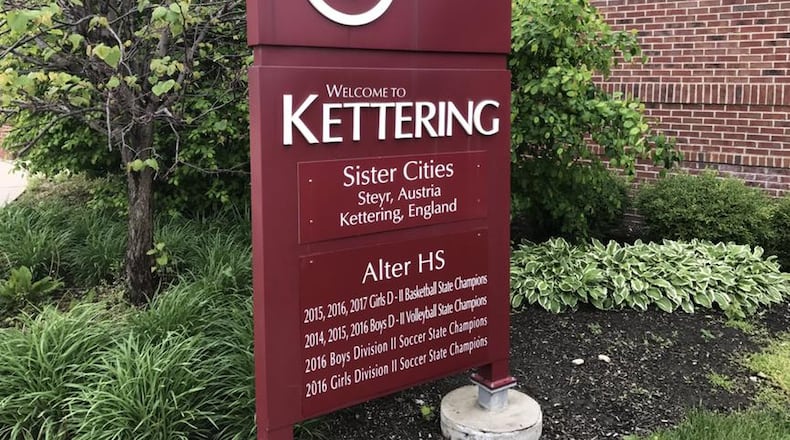 WELCOME TO
KETTERING
Sister Cities
Steyr, Austria
Kettering, England
Alter HS
2015, 2016, 2017 Girls D - II Basketball State Champions
2014, 2015, 2016 Boys D - II Volleyball State Champions
2016 Boys Division II Soccer State Champions
2016 Girls Division II Soccer State Champions